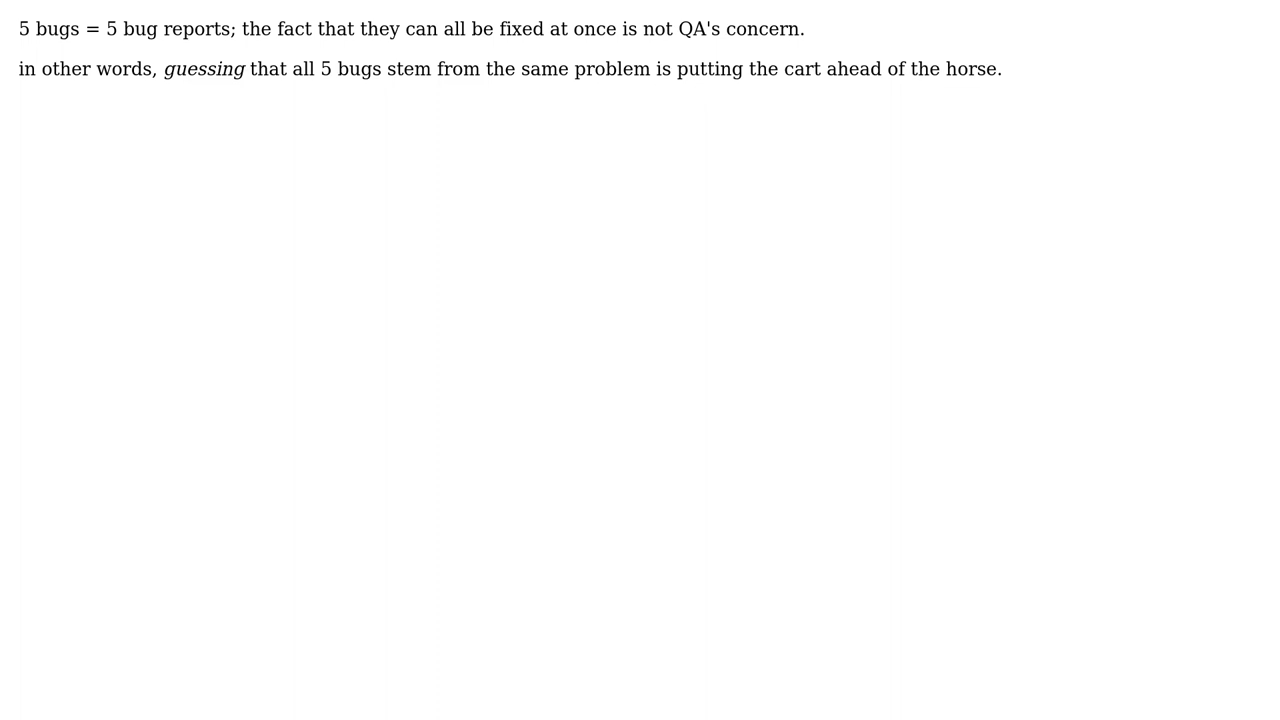 5 bugs = 5 bug reports; the fact that they can all be fixed at once is not QA's concern.
in other words, guessing that all 5 bugs stem from the same problem is putting the cart ahead of the horse.